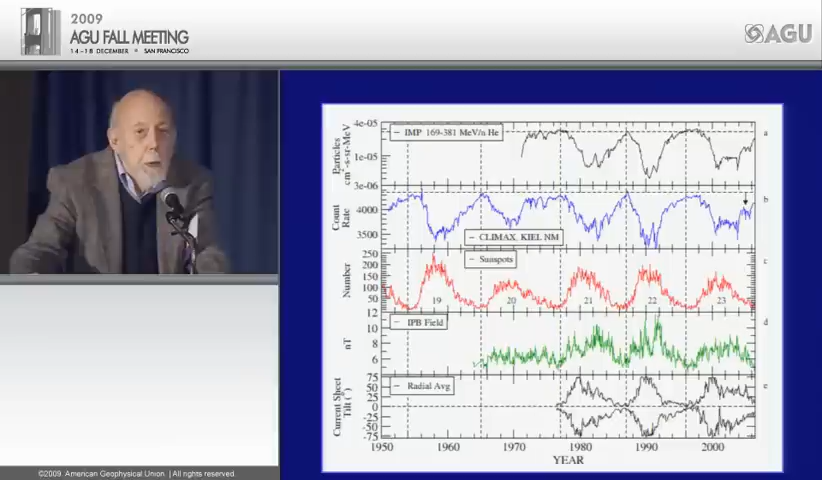 2009
AGU FALL MEETING
14-18 DECEMBER • SAN FRANCISCO
AGU
IMP 169-381 MeV/n He
a
Particles
cm²-s-sr-MeV
4e-05
1e-05
3e-06
b
Count
Rate
4000
3500
CLIMAX, KIEL NM
Sunspots
c
Number
250
200
150
100
50
19
20
21
22
23
IPB Field
d
nT
12
10
8
6
Radial Avg
e
Current Sheet
Tilt (°)
75
50
25
0
-25
-50
-75
1950
1960
1970
1980
1990
2000
YEAR
©2009 American Geophysical Union | All rights reserved.